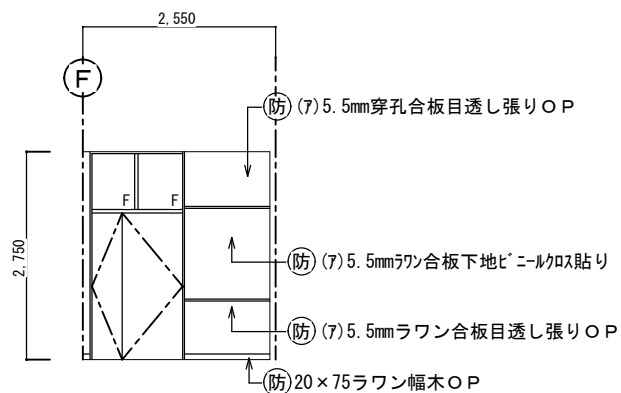 2,550
F
防 (ｱ)5.5mm穿孔合板目透し張りＯＰ
F F
2,750
防 (ｱ)5.5mmﾗﾜﾝ合板下地ﾋﾞﾆｰﾙｸﾛｽ貼り
防 (ｱ)5.5mmラワン合板目透し張りＯＰ
防 20×75ラワン幅木ＯＰ